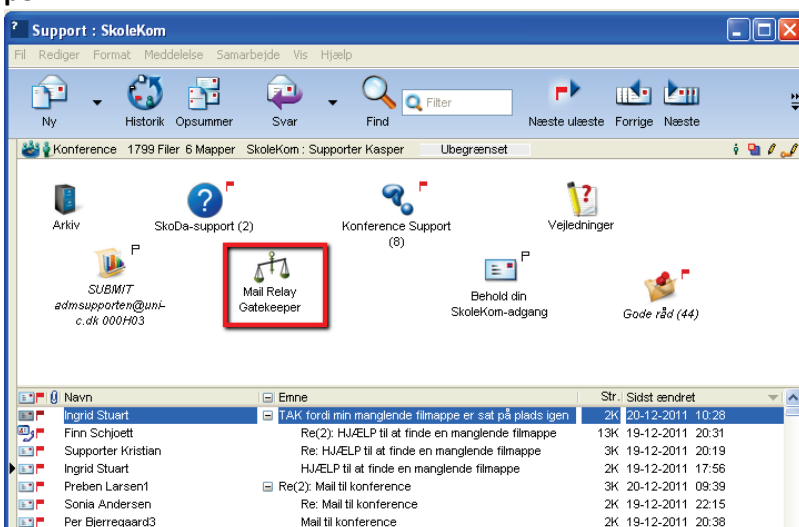 Support : SkoleKom
Fil Rediger Format Meddelelse Samarbejde Vis Hjælp
Ny Historik Opsummer Svar Find Filter Næste ulæste Forrige Næste
Konference 1799 Filer 6 Mapper SkoleKom : Supporter Kasper Ubegrænset
Arkiv SkoDa-support (2) Konference Support Vejledninger
(8)
SUBMIT
admsupporten@uni-
c.dk 000H03
Mail Relay
Gatekeeper
Behold din
SkoleKom-adgang
Gode råd (44)
Navn Emne Str. Sidst ændret
Ingrid Stuart TAK fordi min manglende filmappe er sat på plads igen 2K 20-12-2011 10:28
Finn Schjoett Re(2): HJÆLP til at finde en manglende filmappe 13K 19-12-2011 20:31
Supporter Kristian Re: HJÆLP til at finde en manglende filmappe 3K 19-12-2011 20:19
Ingrid Stuart HJÆLP til at finde en manglende filmappe 2K 19-12-2011 17:56
Preben Larsen1 Re(2): Mail til konference 3K 20-12-2011 09:39
Sonia Andersen Re: Mail til konference 2K 19-12-2011 22:15
Per Bjerregaard3 Mail til konference 2K 19-12-2011 20:38